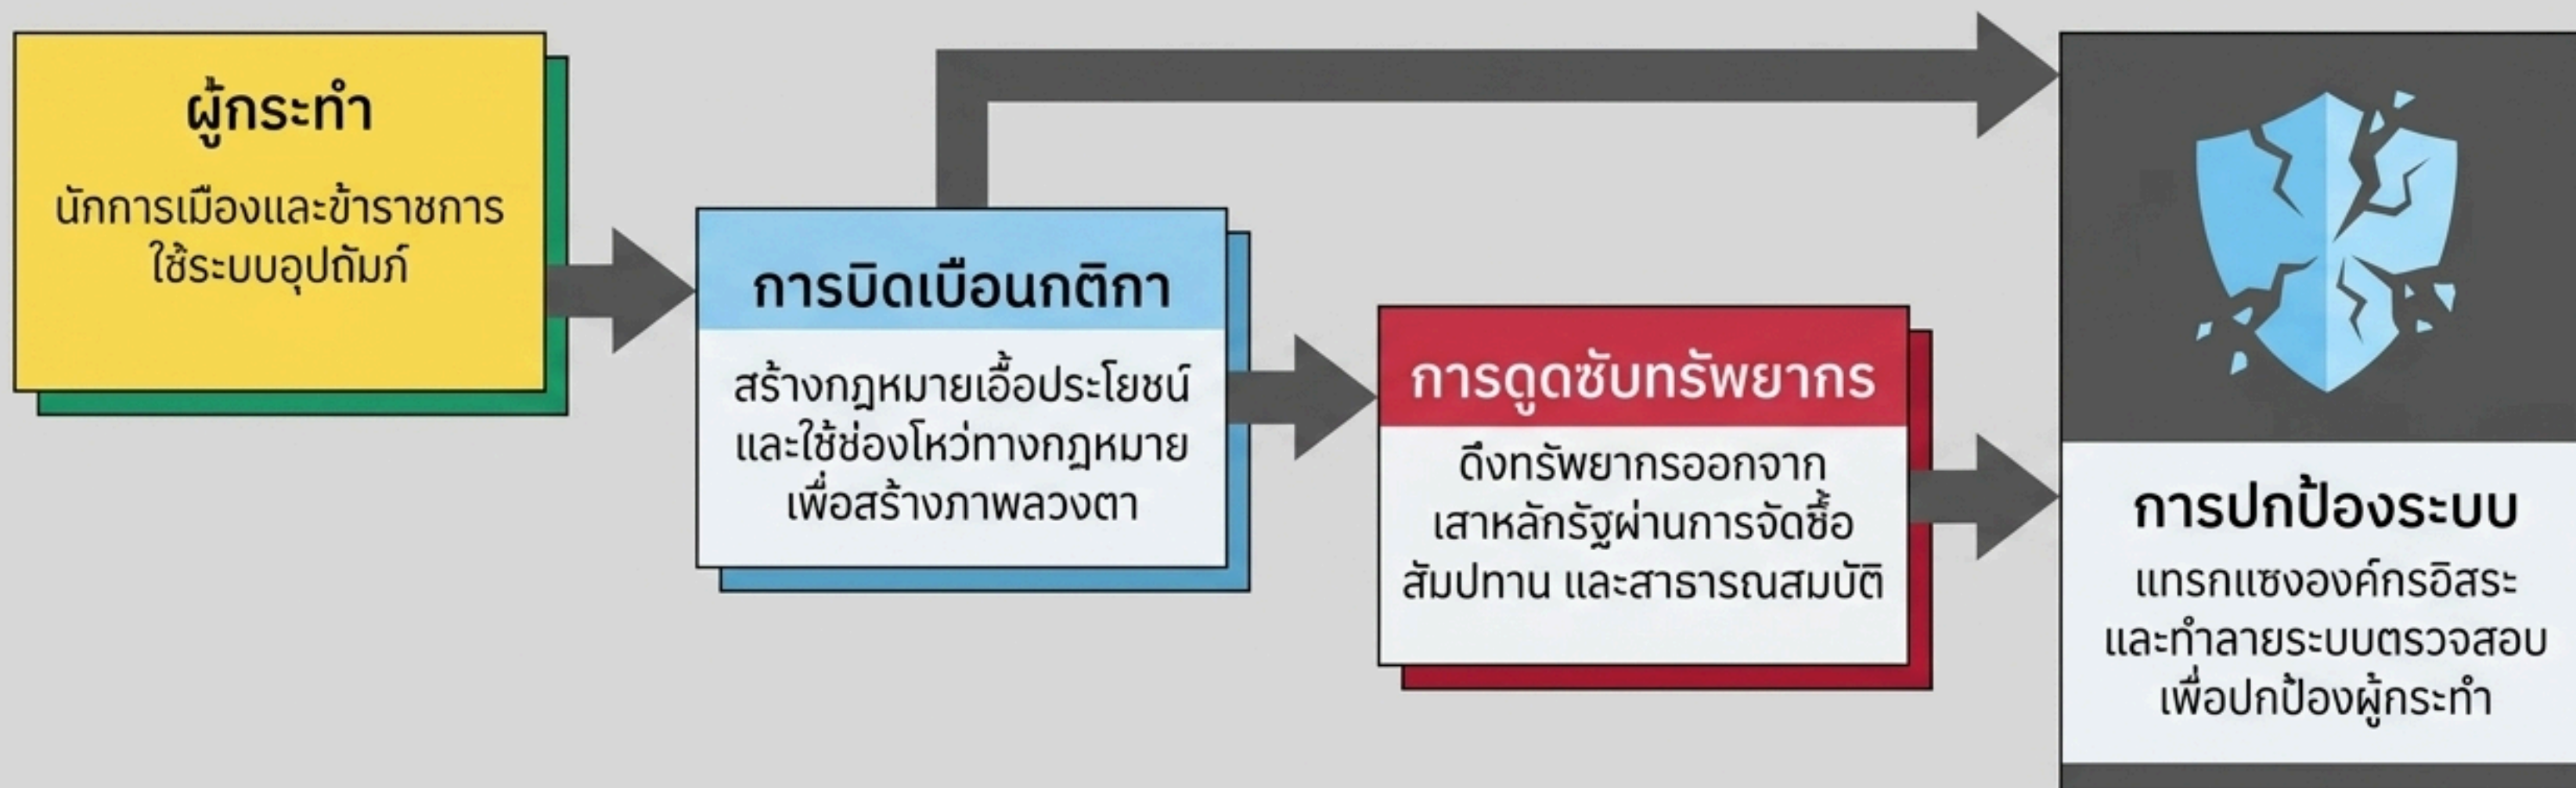 ผู้กระทำ
นักการเมืองและข้าราชการ
ใช้ระบบอุปถัมภ์
การบิดเบือนกติกา
สร้างกฎหมายเอื้อประโยชน์
และใช้ช่องโหว่ทางกฎหมาย
เพื่อสร้างภาพลวงตา
การดูดซับทรัพยากร
ดึงทรัพยากรออกจาก
เสาหลักรัฐผ่านการจัดซื้อ
สัมปทาน และสาธารณสมบัติ
การปกป้องระบบ
แทรกแซงองค์กรอิสระ
และทำลายระบบตรวจสอบ
เพื่อปกป้องผู้กระทำ